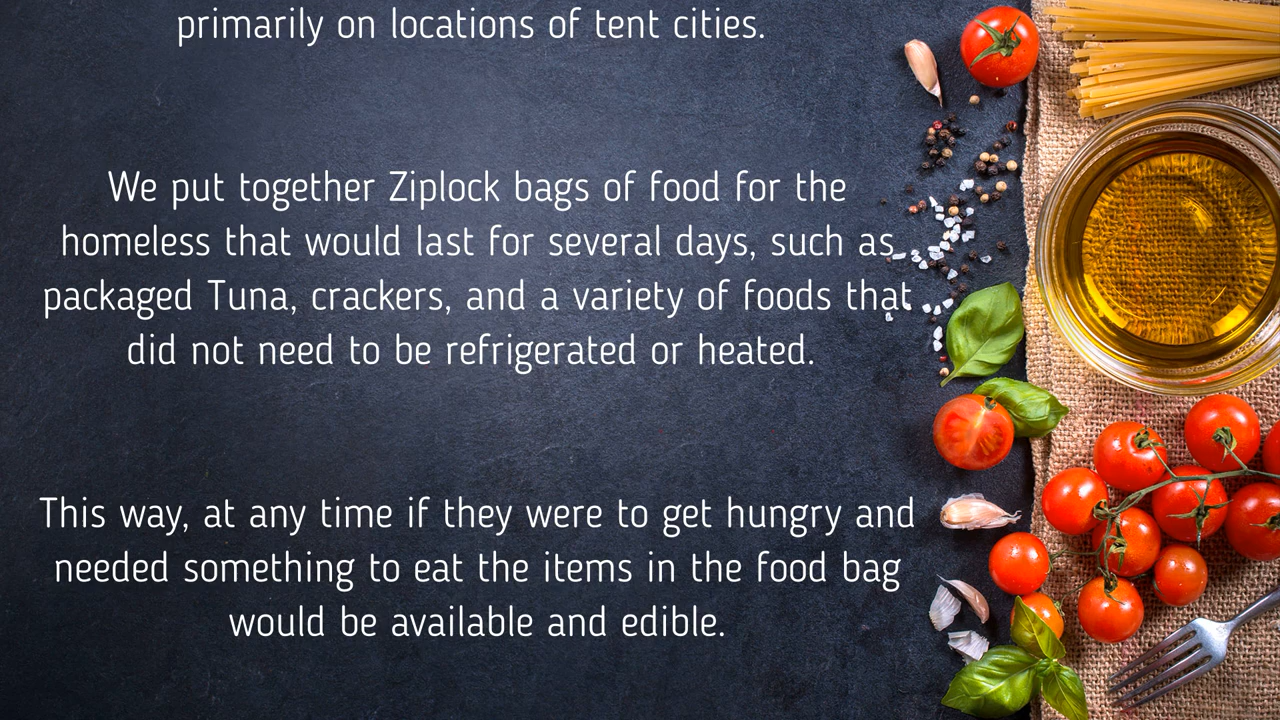 primarily on locations of tent cities.
We put together Ziplock bags of food for the
homeless that would last for several days, such as
packaged Tuna, crackers, and a variety of foods that
did not need to be refrigerated or heated.
This way, at any time if they were to get hungry and
needed something to eat the items in the food bag
would be available and edible.